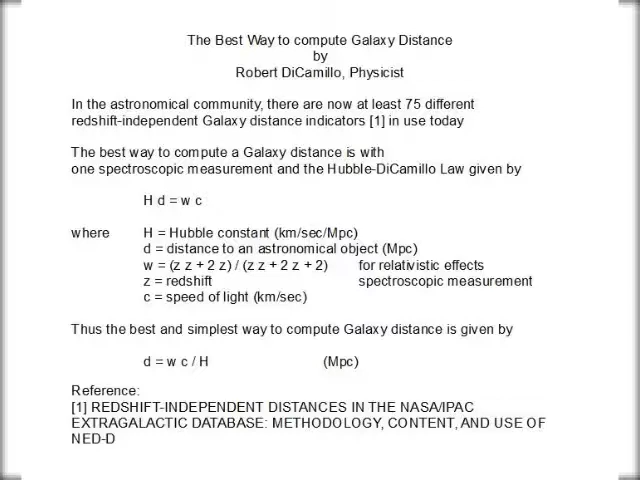 The Best Way to compute Galaxy Distance
by
Robert DiCamillo, Physicist
In the astronomical community, there are now at least 75 different
redshift-independent Galaxy distance indicators [1] in use today
The best way to compute a Galaxy distance is with
one spectroscopic measurement and the Hubble-DiCamillo Law given by
H d = w c
where H = Hubble constant (km/sec/Mpc)
d = distance to an astronomical object (Mpc)
w = (z z + 2 z) / (z z + 2 z + 2) for relativistic effects
z = redshift spectroscopic measurement
c = speed of light (km/sec)
Thus the best and simplest way to compute Galaxy distance is given by
d = w c / H (Mpc)
Reference:
[1] REDSHIFT-INDEPENDENT DISTANCES IN THE NASA/IPAC
EXTRAGALACTIC DATABASE: METHODOLOGY, CONTENT, AND USE OF
NED-D